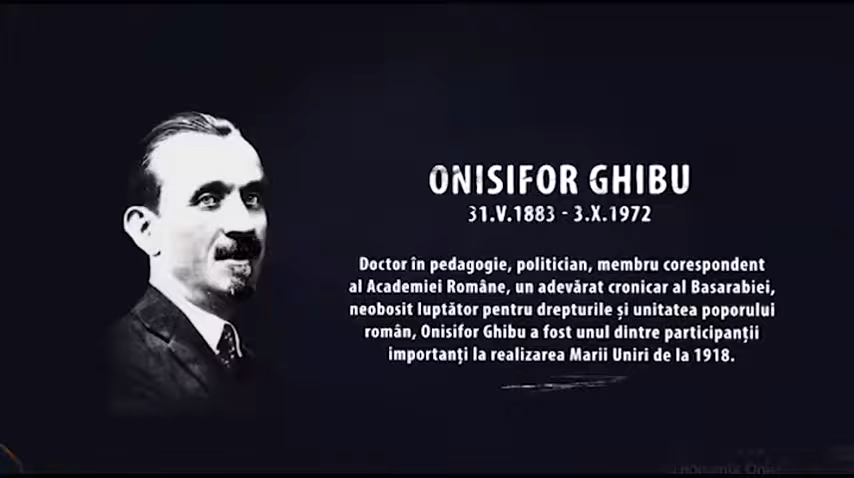 ONISIFOR GHIBU
31.V.1883 - 3.X.1972
Doctor în pedagogie, politician, membru corespondent
al Academiei Române, un adevărat cronicar al Basarabiei,
neobosit luptător pentru drepturile și unitatea poporului
român, Onisifor Ghibu a fost unul dintre participanții
importanți la realizarea Marii Uniri de la 1918.